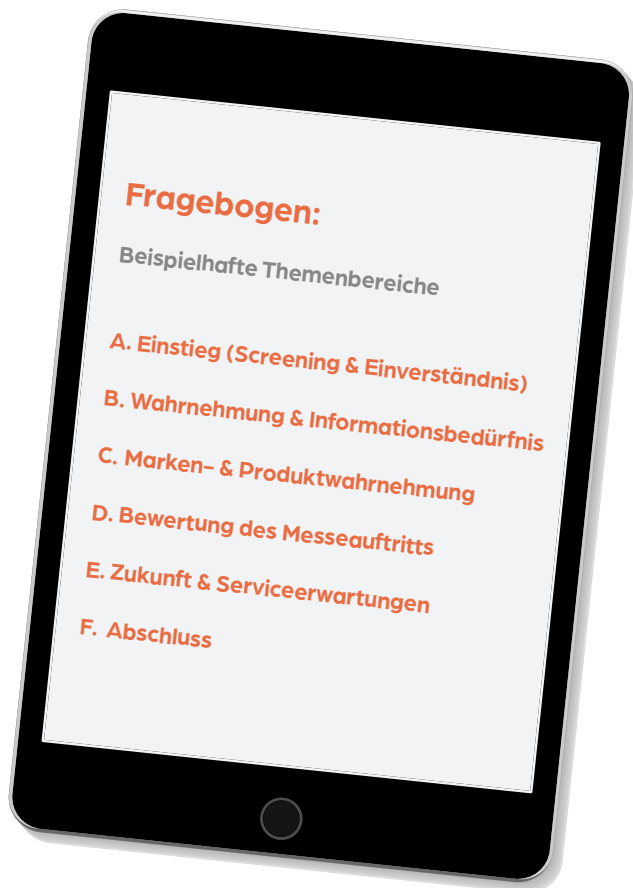 Fragebogen:
Beispielhafte Themenbereiche
A. Einstieg (Screening & Einverständnis)
B. Wahrnehmung & Informationsbedürfnis
C. Marken- & Produktwahrnehmung
D. Bewertung des Messeauftritts
E. Zukunft & Serviceerwartungen
F. Abschluss